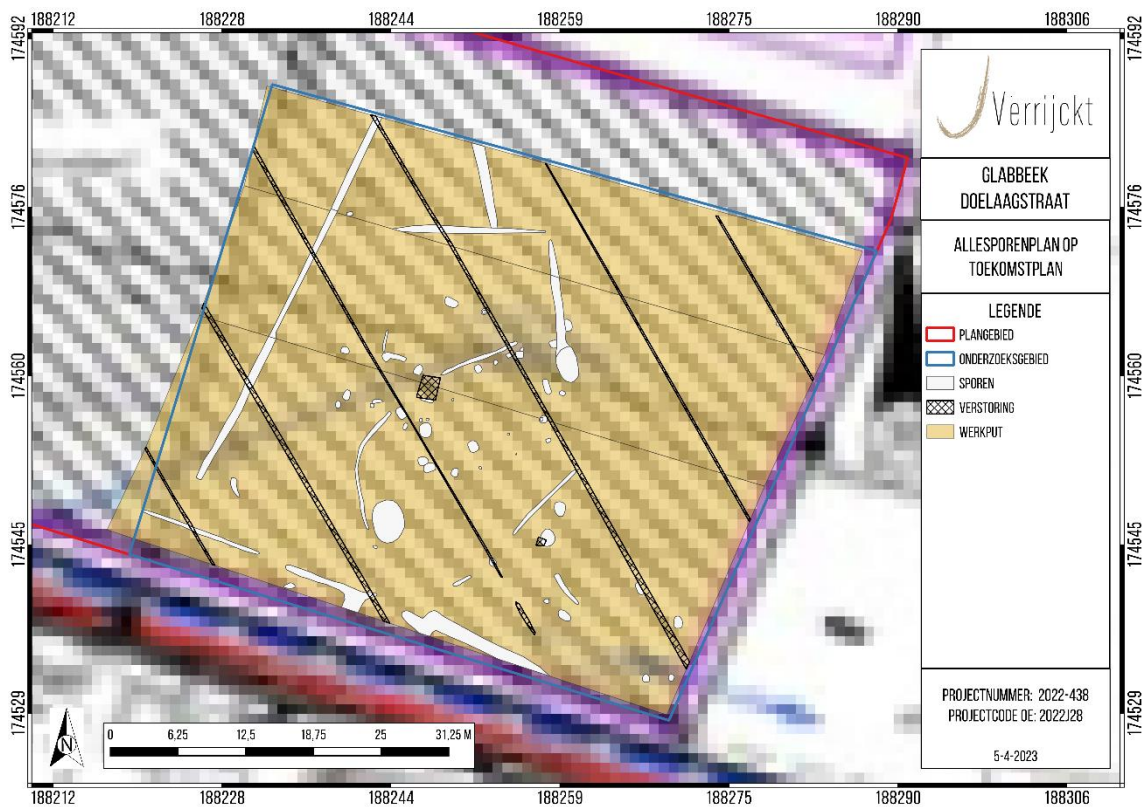 188212 188228 188244 188259 188275 188290 188306
174592 174592
174576 174576
174560 174560
174545 174545
174529 174529
Verrijckt
GLABBEEK
DOELAAGSTRAAT
ALLESPORENPLAN OP
TOEKOMSTPLAN
LEGENDE
PLANGEBIED
ONDERZOEKSGEBIED
SPOREN
VERSTORING
WERKPUT
PROJECTNUMMER: 2022-438
PROJECTCODE OE: 2022J28
5-4-2023
N
0 6,25 12,5 18,75 25 31,25 M
188212 188228 188244 188259 188275 188290 188306